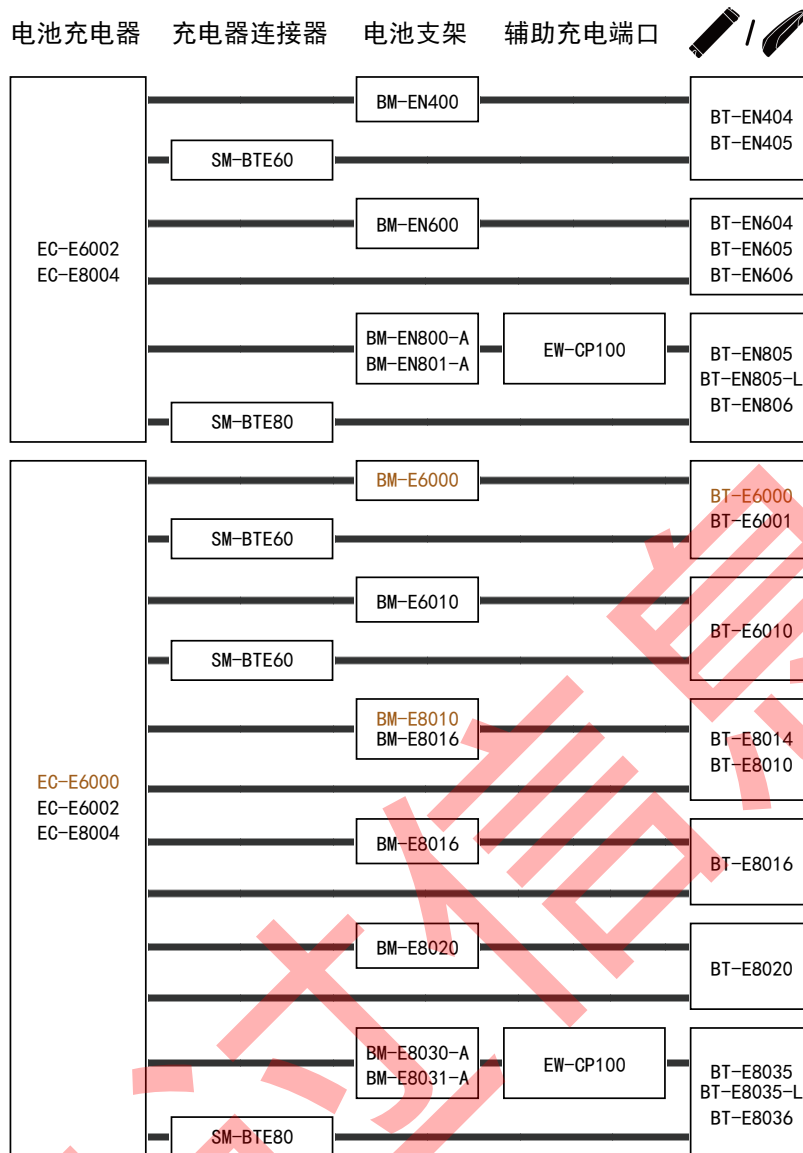 电池充电器 充电器连接器 电池支架 辅助充电端口 /
BM-EN400
BT-EN404
BT-EN405
SM-BTE60
EC-E6002
EC-E8004
BM-EN600
BT-EN604
BT-EN605
BT-EN606
BM-EN800-A
BM-EN801-A
EW-CP100
BT-EN805
BT-EN805-L
BT-EN806
SM-BTE80
BM-E6000
BT-E6000
BT-E6001
SM-BTE60
BM-E6010
BT-E6010
SM-BTE60
BM-E8010
BM-E8016
BT-E8014
BT-E8010
EC-E6000
EC-E6002
EC-E8004
BM-E8016
BT-E8016
BM-E8020
BT-E8020
BM-E8030-A
BM-E8031-A
EW-CP100
BT-E8035
BT-E8035-L
BT-E8036
SM-BTE80
过信息